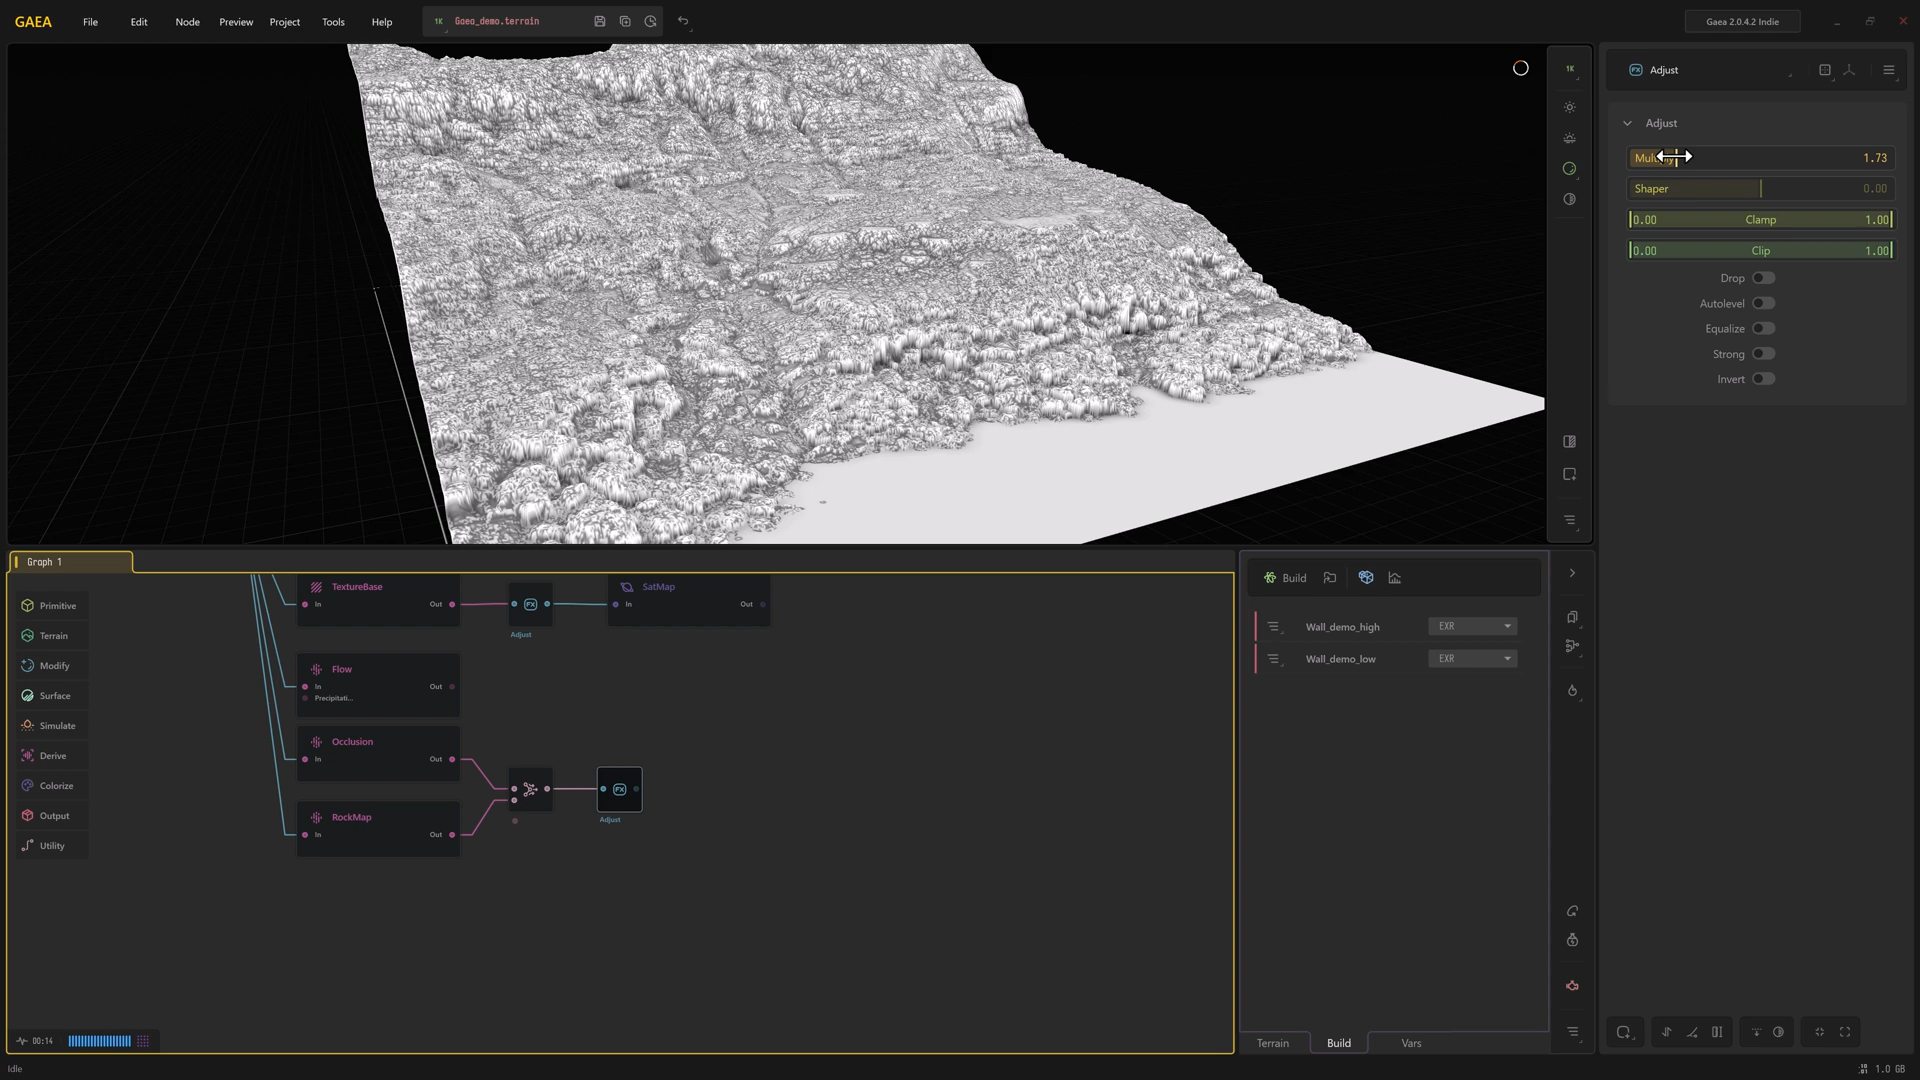 GAEA
File
Edit
Node
Preview
Project
Tools
Help
1K
Gaea_demo.terrain
Gaea 2.0.4.2 Indie
1K
Adjust
Adjust
1.73
Shaper
0.00
0.00
Clamp
1.00
0.00
Clip
1.00
Drop
Autolevel
Equalize
Strong
Invert
Graph 1
Primitive
Terrain
Modify
Surface
Simulate
Derive
Colorize
Output
Utility
TextureBase
In
Out
FX
Adjust
SatMap
In
Out
Flow
In
Out
Precipitati...
Occlusion
In
Out
RockMap
In
Out
FX
Adjust
00:14
Build
Wall_demo_high
EXR
Wall_demo_low
EXR
Terrain
Build
Vars
Idle
1.0 GB